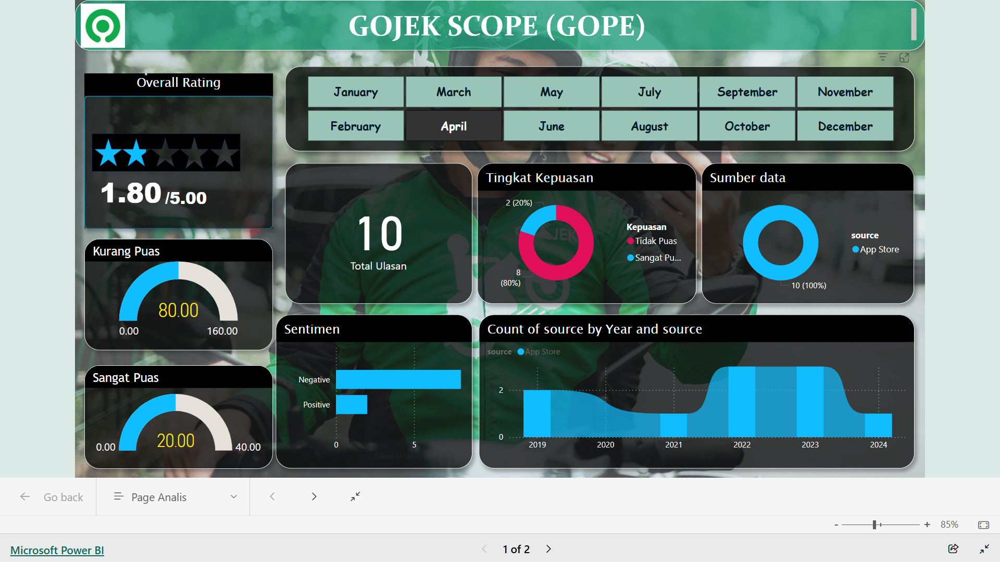 GOJEK SCOPE (GOPE)
Overall Rating
1.80 /5.00
January
March
May
July
September
November
February
April
June
August
October
December
Kurang Puas
80.00
0.00
160.00
Sangat Puas
20.00
0.00
40.00
10
Total Ulasan
Tingkat Kepuasan
2 (20%)
8
(80%)
Kepuasan
Tidak Puas
Sangat Pu...
Sumber data
10 (100%)
source
App Store
Sentimen
Negative
Positive
0
5
Count of rating
Count of source by Year and source
source App Store
2
0
2019
2020
2021
2022
2023
2024
Year
Go back
Page Analis
- + 85%
Microsoft Power BI
1 of 2